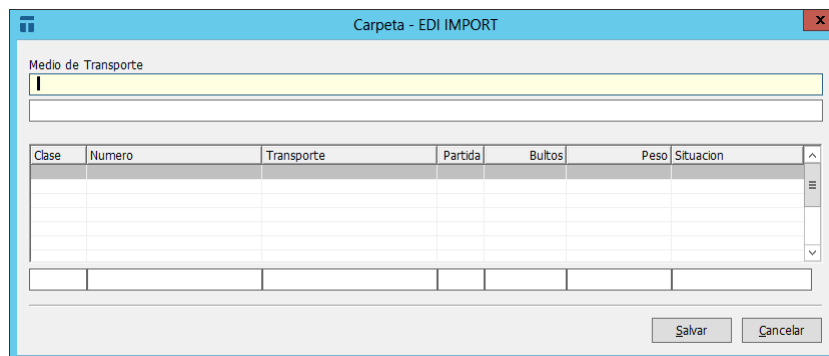 Carpeta - EDI IMPORT
x
Medio de Transporte
Clase Numero Transporte Partida Bultos Peso Situacion
Salvar Cancelar